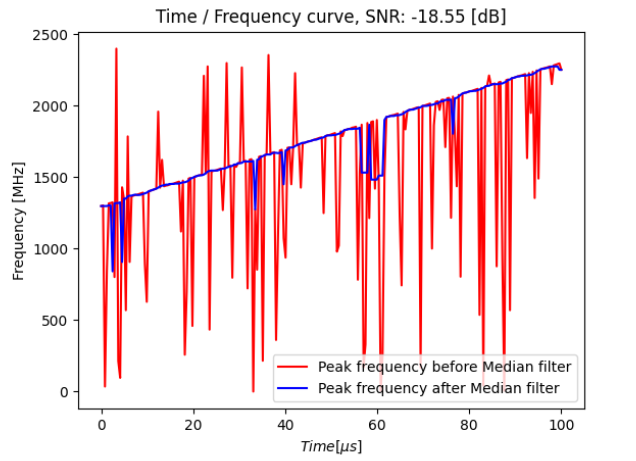 Time / Frequency curve, SNR: -18.55 [dB]
2500
2000
1500
1000
500
0
Frequency [MHz]
Peak frequency before Median filter
Peak frequency after Median filter
0 20 40 60 80 100
Time[μs]